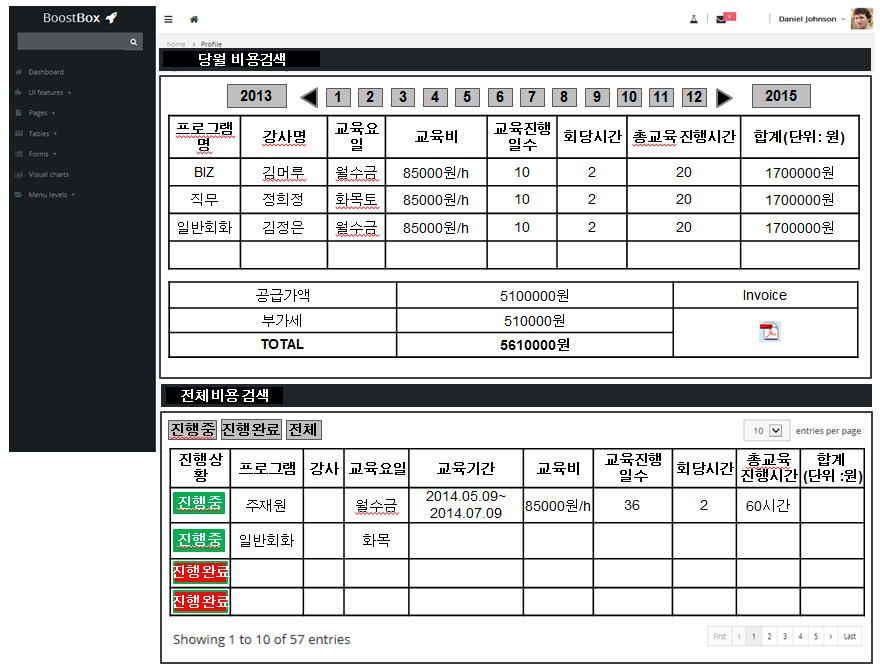 BoostBox
Daniel Johnson
home > Profile
Dashboard
UI features
Pages
Tables
Forms
Visual charts
Menu levels
당월 비용검색
2013 1 2 3 4 5 6 7 8 9 10 11 12 2015
프로그램명 강사명 교육요일 교육비 교육진행일수 회당시간 총교육 진행시간 합계(단위: 원)
BIZ 김머루 월수금 85000원/h 10 2 20 1700000원
직무 정희정 화목토 85000원/h 10 2 20 1700000원
일반회화 김정은 월수금 85000원/h 10 2 20 1700000원
공급가액 5100000원 Invoice
부가세 510000원
TOTAL 5610000원
전체 비용 검색
진행중 진행완료 전체
10 entries per page
진행상황 프로그램 강사 교육요일 교육기간 교육비 교육진행일수 회당시간 총교육 진행시간 합계 (단위 :원)
진행중 주재원 월수금 2014.05.09~ 2014.07.09 85000원/h 36 2 60시간
진행중 일반회화 화목
진행완료
진행완료
Showing 1 to 10 of 57 entries
First ‹ 1 2 3 4 5 › Last